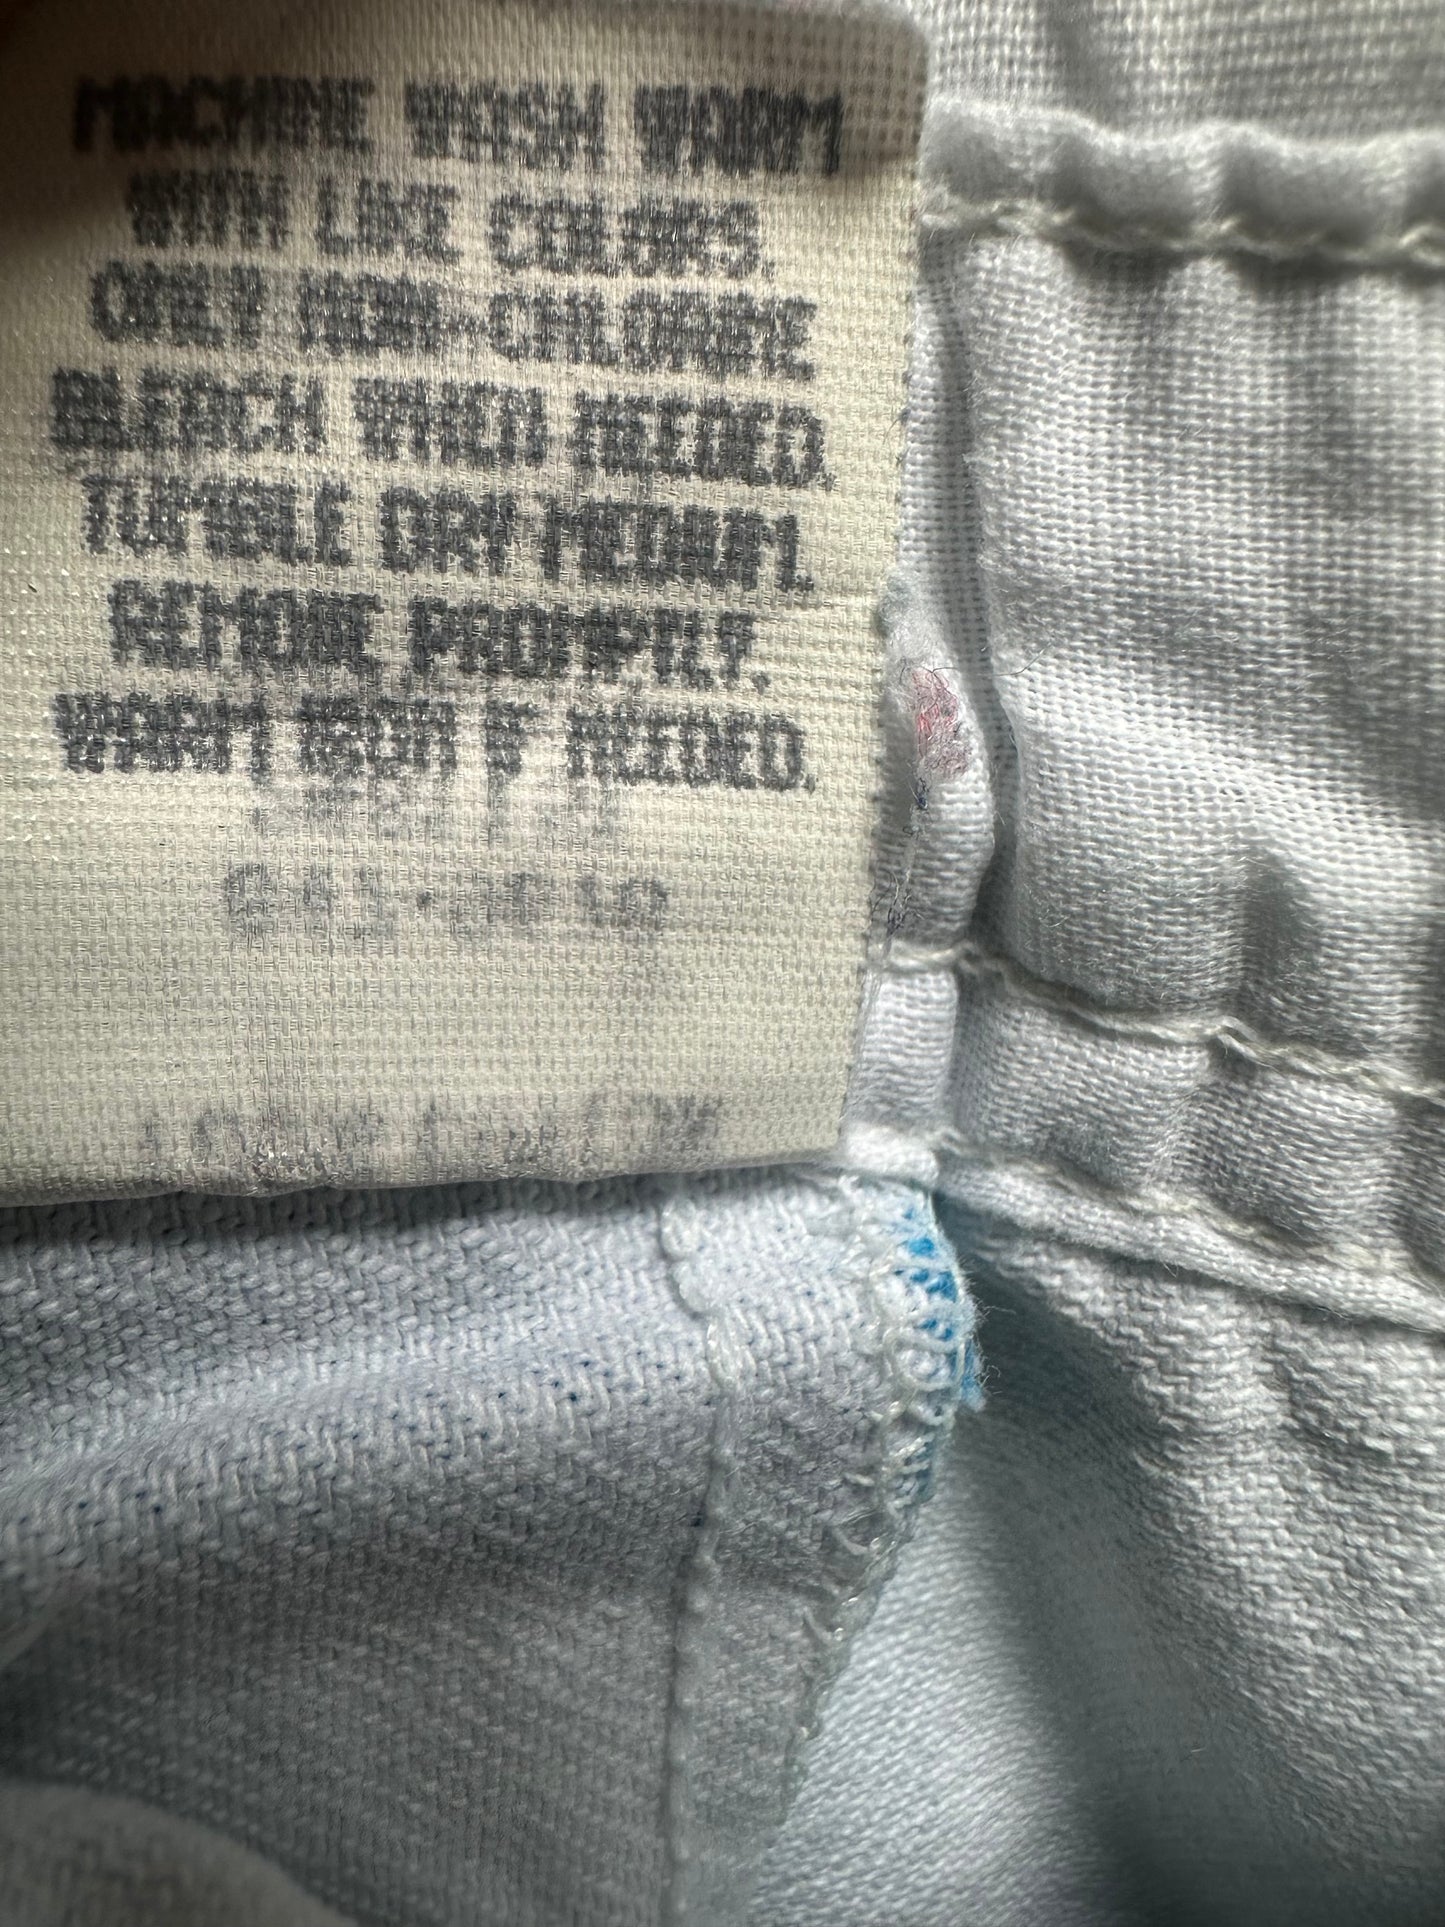 MACHINE WASH WARM
WITH LIKE COLORS.
ONLY NON-CHLORINE
BLEACH WHEN NEEDED.
TUMBLE DRY MEDIUM.
REMOVE PROMPTLY.
WARM IRON IF NEEDED.